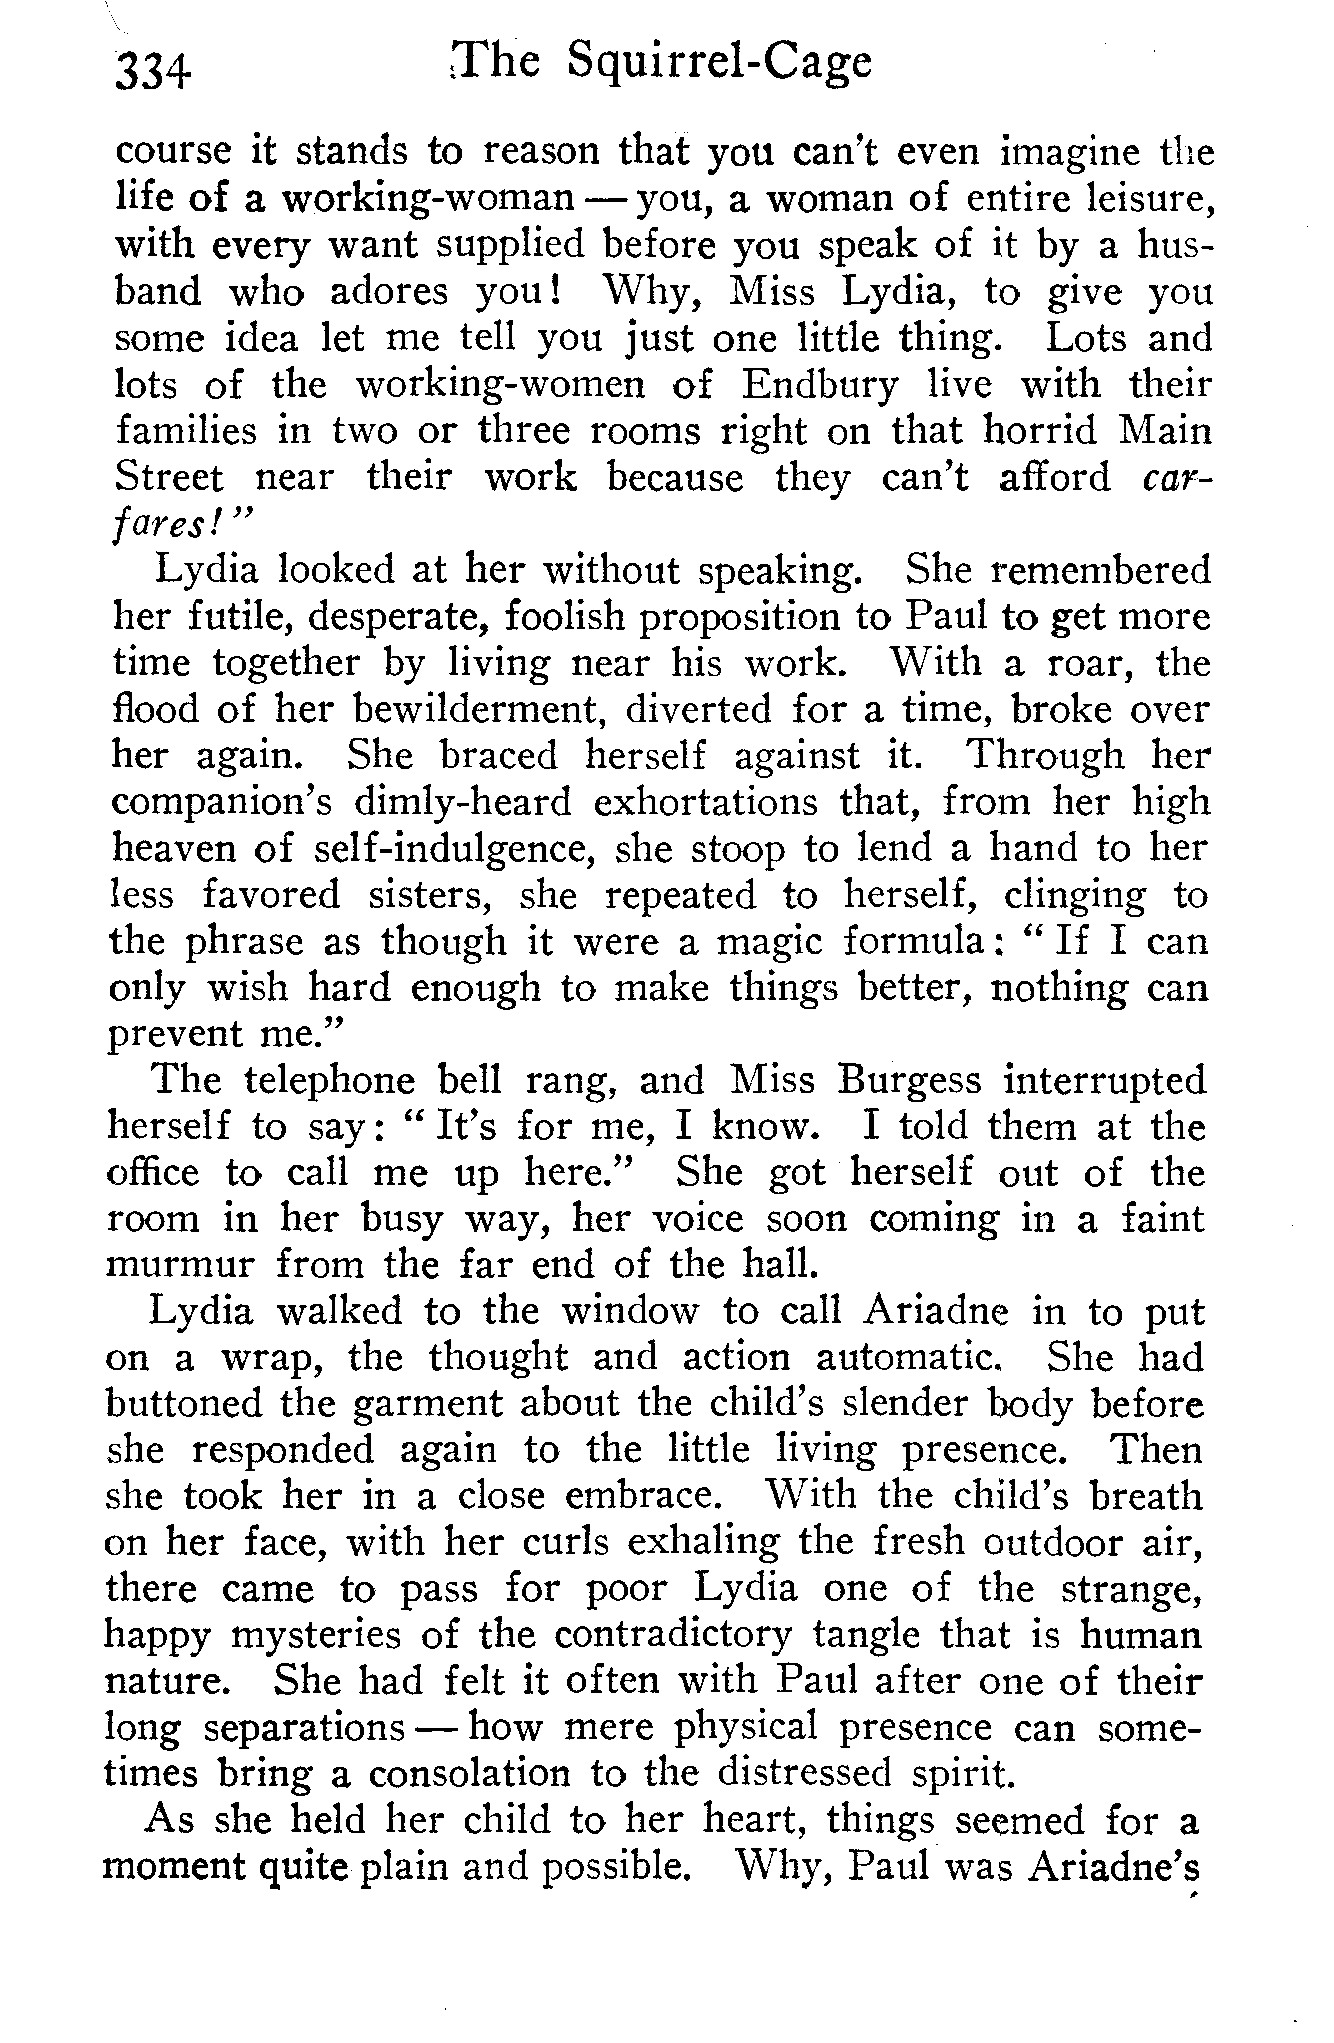 334 The Squirrel-Cage
course it stands to reason that you can't even imagine the
life of a working-woman — you, a woman of entire leisure,
with every want supplied before you speak of it by a hus-
band who adores you! Why, Miss Lydia, to give you
some idea let me tell you just one little thing. Lots and
lots of the working-women of Endbury live with their
families in two or three rooms right on that horrid Main
Street near their work because they can't afford car-
fares!"
Lydia looked at her without speaking. She remembered
her futile, desperate, foolish proposition to Paul to get more
time together by living near his work. With a roar, the
flood of her bewilderment, diverted for a time, broke over
her again. She braced herself against it. Through her
companion's dimly-heard exhortations that, from her high
heaven of self-indulgence, she stoop to lend a hand to her
less favored sisters, she repeated to herself, clinging to
the phrase as though it were a magic formula: "If I can
only wish hard enough to make things better, nothing can
prevent me."
The telephone bell rang, and Miss Burgess interrupted
herself to say: "It's for me, I know. I told them at the
office to call me up here." She got herself out of the
room in her busy way, her voice soon coming in a faint
murmur from the far end of the hall.
Lydia walked to the window to call Ariadne in to put
on a wrap, the thought and action automatic. She had
buttoned the garment about the child's slender body before
she responded again to the little living presence. Then
she took her in a close embrace. With the child's breath
on her face, with her curls exhaling the fresh outdoor air,
there came to pass for poor Lydia one of the strange,
happy mysteries of the contradictory tangle that is human
nature. She had felt it often with Paul after one of their
long separations — how mere physical presence can some-
times bring a consolation to the distressed spirit.
As she held her child to her heart, things seemed for a
moment quite plain and possible. Why, Paul was Ariadne's